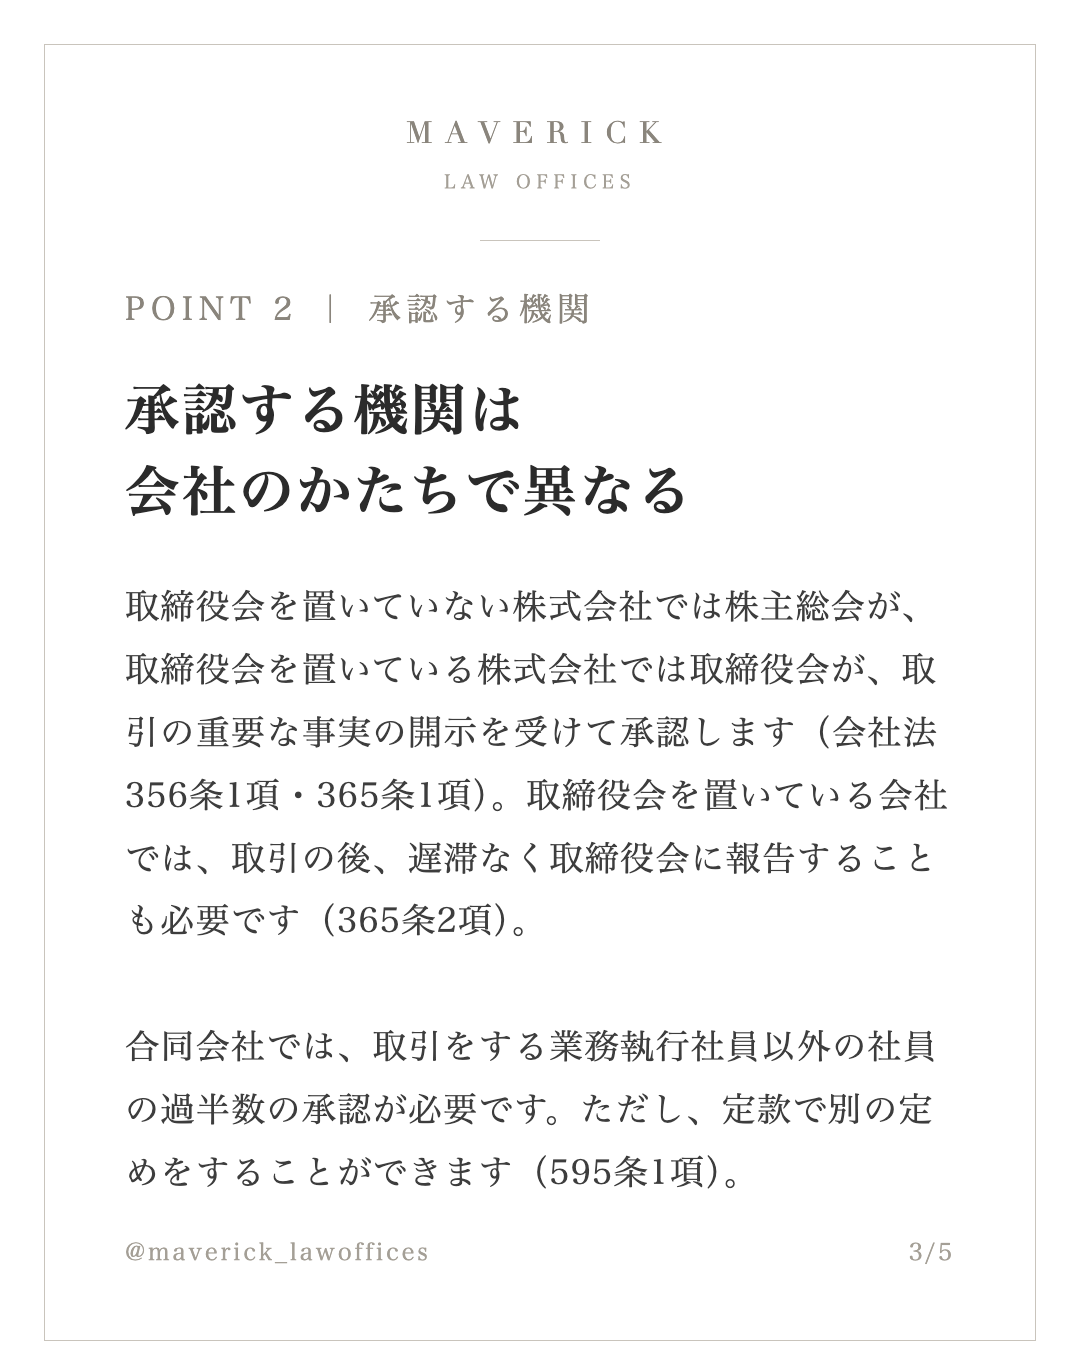 MAVERICK
LAW OFFICES
POINT 2 | 承認する機関
承認する機関は
会社のかたちで異なる
取締役会を置いていない株式会社では株主総会が、
取締役会を置いている株式会社では取締役会が、取
引の重要な事実の開示を受けて承認します（会社法
356条1項・365条1項）。取締役会を置いている会社
では、取引の後、遅滞なく取締役会に報告すること
も必要です（365条2項）。
合同会社では、取引をする業務執行社員以外の社員
の過半数の承認が必要です。ただし、定款で別の定
めをすることができます（595条1項）。
@maverick_lawoffices
3/5